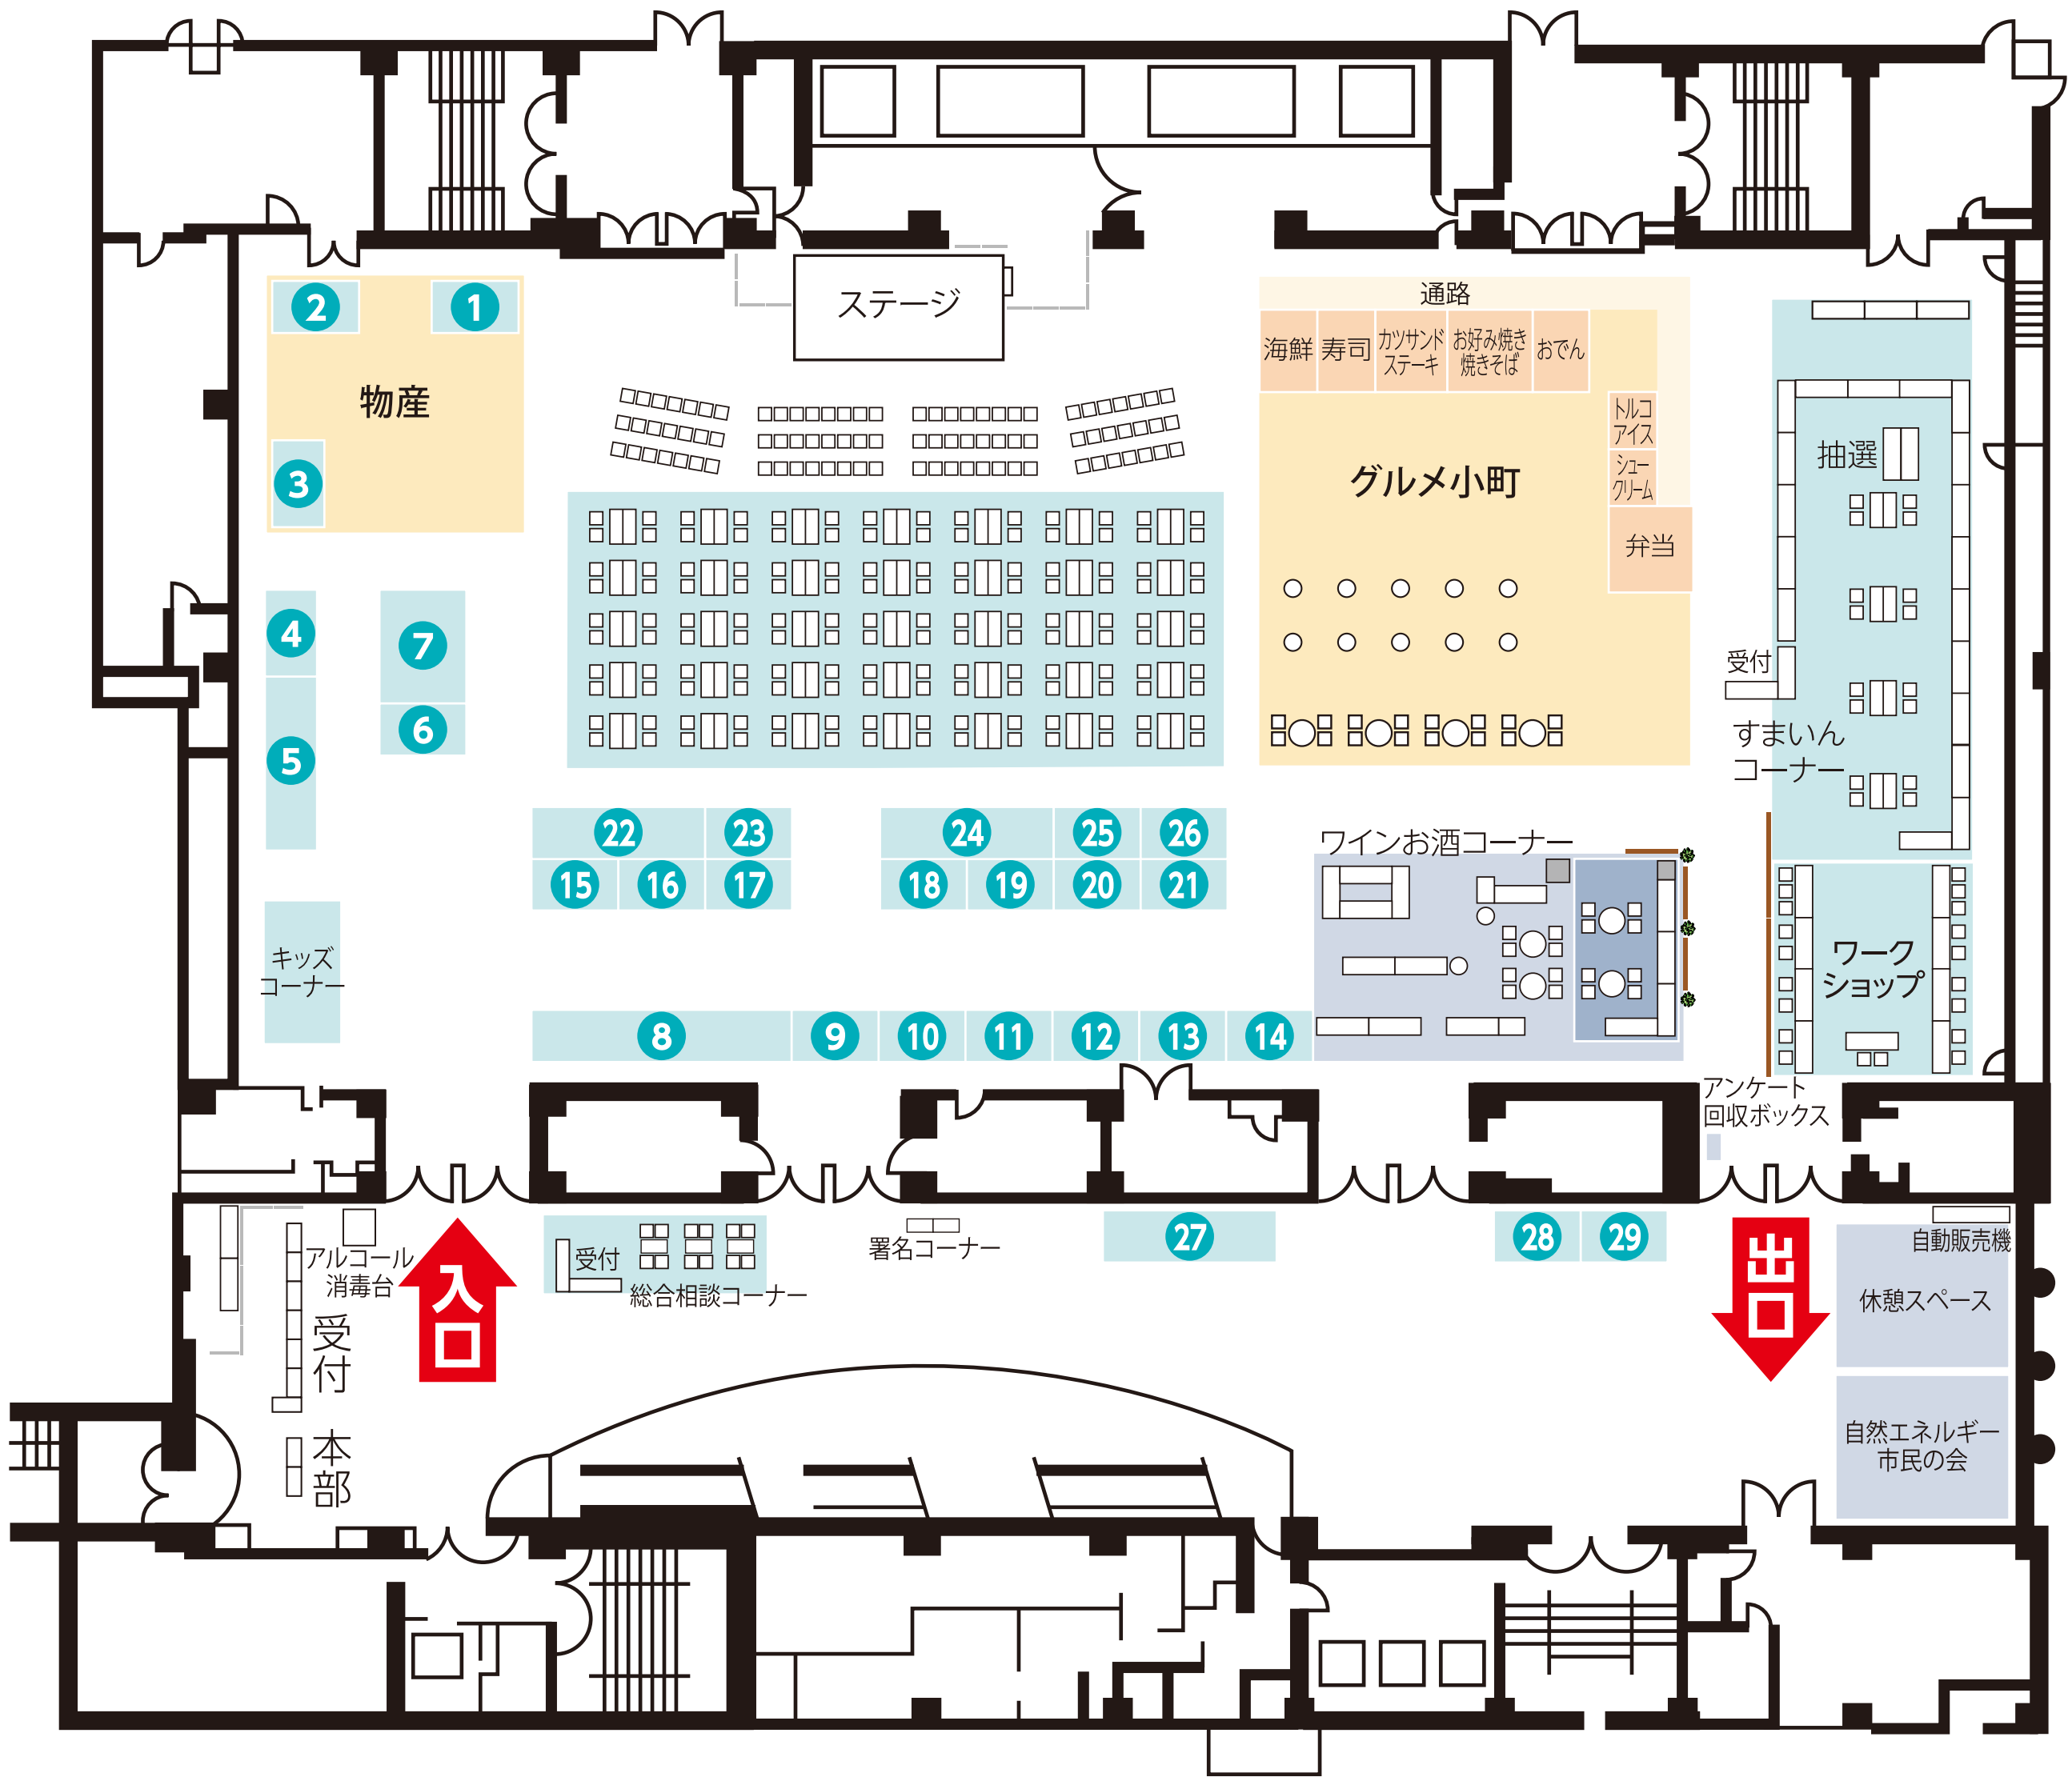 ステージ
通路
2
1
海鮮
寿司
カツサンド
ステーキ
お好み焼き
焼きそば
おでん
物産
3
トルコ
アイス
シュー
クリーム
グルメ小町
弁当
抽選
4
7
5
6
受付
すまいん
コーナー
22
23
24
25
26
15
16
17
18
19
20
21
ワインお酒コーナー
キッズ
コーナー
ワーク
ショップ
8
9
10
11
12
13
14
アンケート
回収ボックス
アルコール
消毒台
入口
受付
総合相談コーナー
署名コーナー
27
28
29
出口
自動販売機
休憩スペース
受付
本部
自然エネルギー
市民の会